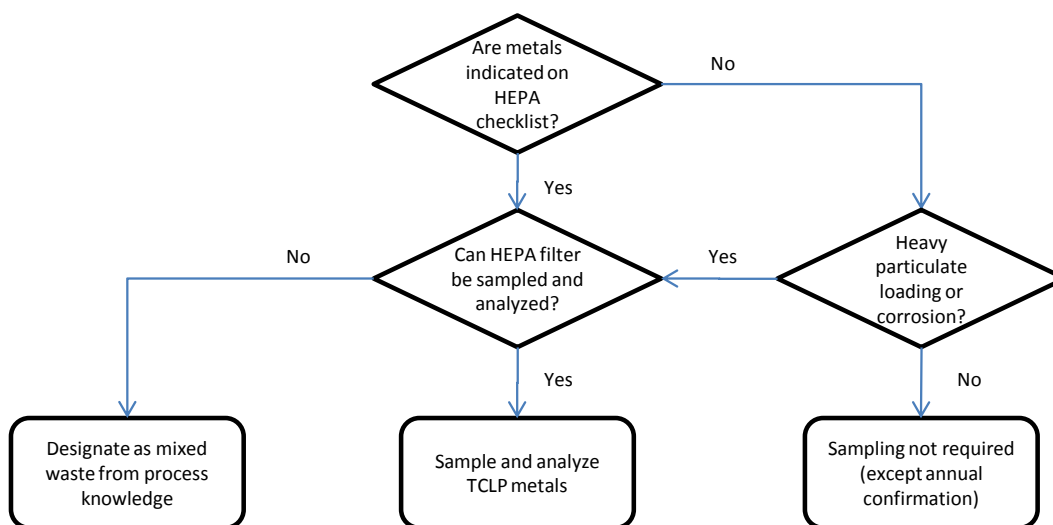 Are metals
indicated on
HEPA
checklist?
No
Yes
No
Can HEPA filter
be sampled and
analyzed?
Yes
Heavy
particulate
loading or
corrosion?
Yes
No
Designate as mixed
waste from process
knowledge
Sample and analyze
TCLP metals
Sampling not required
(except annual
confirmation)